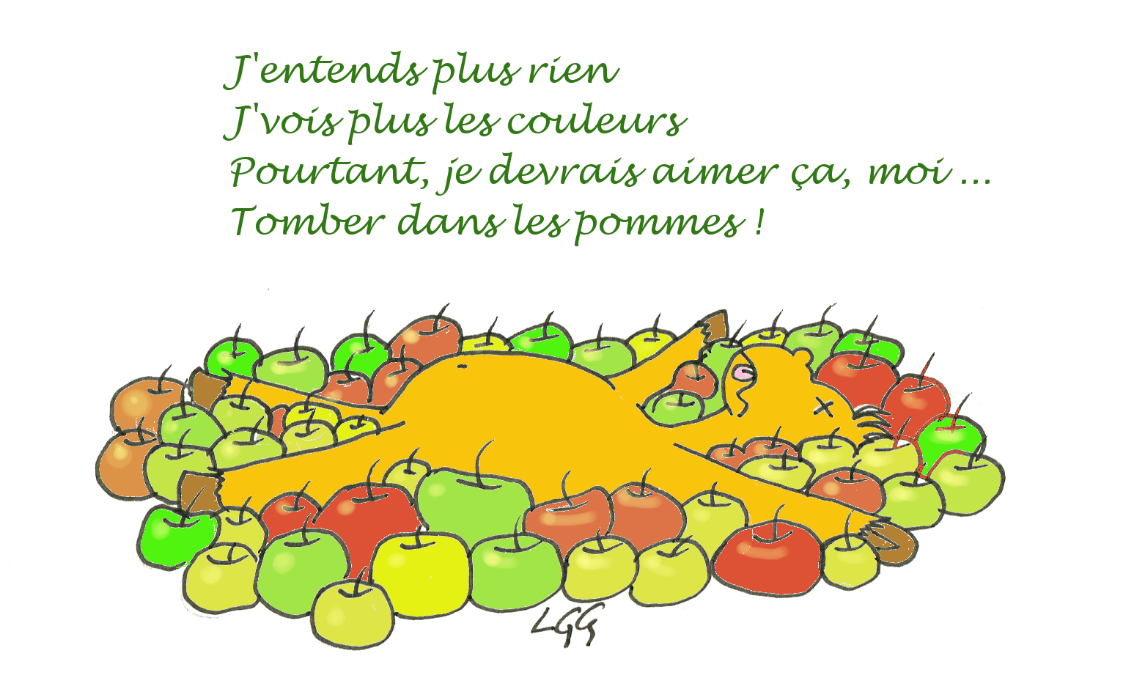 J'entends plus rien
J'vois plus les couleurs
Pourtant, je devrais aimer ça, moi ...
Tomber dans les pommes !
LGG